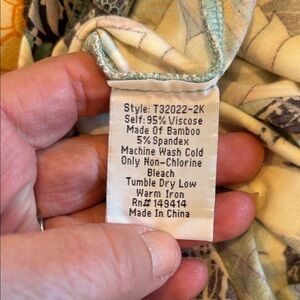 Style: T32022-2K
Self: 95% Viscose
Made Of Bamboo
5% Spandex
Machine Wash Cold
Only Non-Chlorine
Bleach
Tumble Dry Low
Warm Iron
Rn# 149414
Made In China